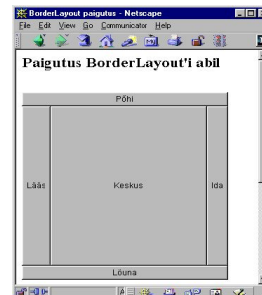 BorderLayout paigutus - Netscape
File Edit View Go Communicator Help
Paigutus BorderLayout'i abil
Põhi
Lääs Keskus Ida
Lõuna